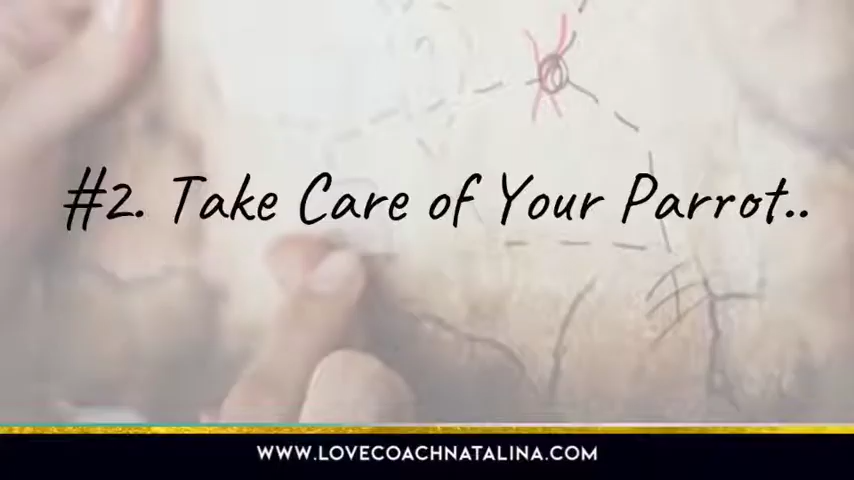 #2. Take Care of Your Parrot..
WWW.LOVECOACHNATALINA.COM